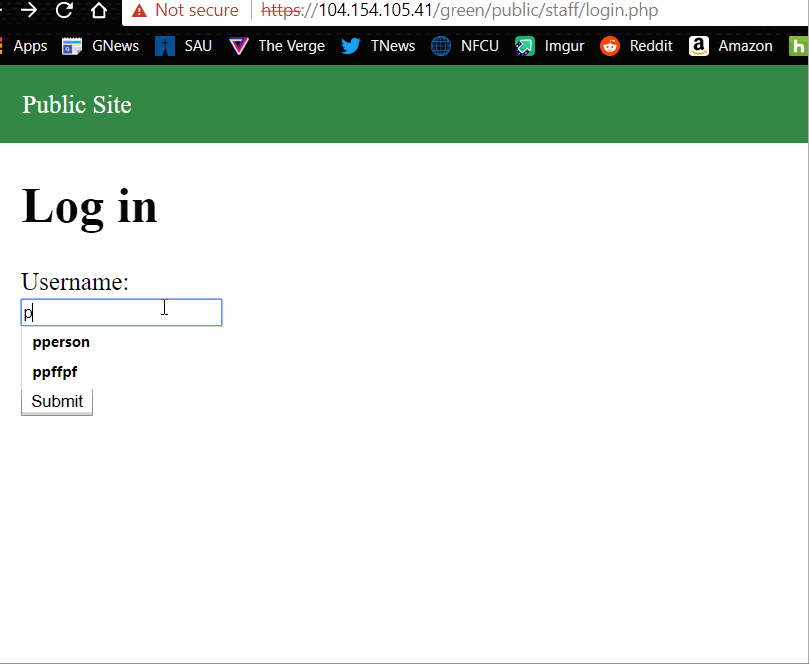 Not secure https://104.154.105.41/green/public/staff/login.php
Apps GNews SAU The Verge TNews NFCU Imgur Reddit a Amazon h
Public Site
Log in
Username:
p
pperson
ppffpf
Submit